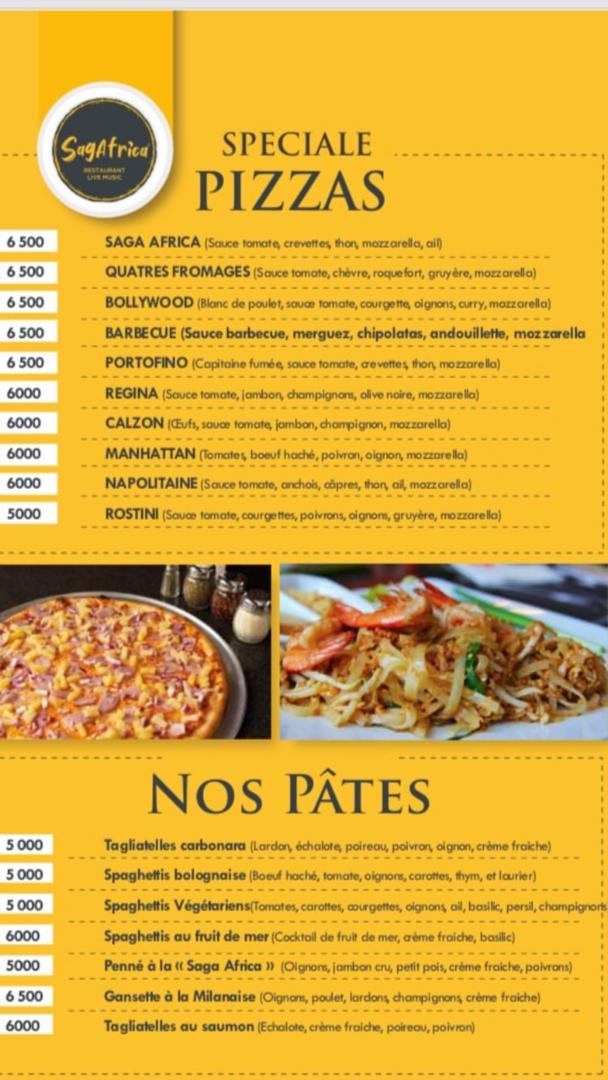 SagAfrica
RESTAURANT
LIVE MUSIC
SPECIALE
PIZZAS
6 500 SAGA AFRICA (Sauce tomate, crevettes, thon, mozzarella, ail)
6 500 QUATRES FROMAGES (Sauce tomate, chèvre, roquefort, gruyère, mozzarella)
6 500 BOLLYWOOD (Blanc de poulet, sauce tomate, courgette, oignons, curry, mozzarella)
6 500 BARBECUE (Sauce barbecue, merguez, chipolatas, andouillette, mozzarella
6 500 PORTOFINO (Capitaine fumée, sauce tomate, crevettes, thon, mozzarella)
6000 REGINA (Sauce tomate, jambon, champignons, olive noire, mozzarella)
6000 CALZON (Œufs, sauce tomate, jambon, champignon, mozzarella)
6000 MANHATTAN (Tomates, boeuf haché, poivron, oignon, mozzarella)
6000 NAPOLITAINE (Sauce tomate, anchois, câpres, thon, ail, mozzarella)
5000 ROSTINI (Sauce tomate, courgettes, poivrons, oignons, gruyère, mozzarella)
NOS PÂTES
5 000 Tagliatelles carbonara (Lardon, échalote, poireau, poivron, oignon, crème fraiche)
5 000 Spaghettis bolognaise (Boeuf haché, tomate, oignons, carottes, thym, et laurier)
5 000 Spaghettis Végétariens(Tomates, carottes, courgettes, oignons, ail, basilic, persil, champignons
6000 Spaghettis au fruit de mer (Cocktail de fruit de mer, crème fraiche, basilic)
5000 Penné à la « Saga Africa » (Oignons, jambon cru, petit pois, crème fraiche, poivrons)
6 500 Gansette à la Milanaise (Oignons, poulet, lardons, champignons, crème fraiche)
6000 Tagliatelles au saumon (Echalote, crème fraiche, poireau, poivron)